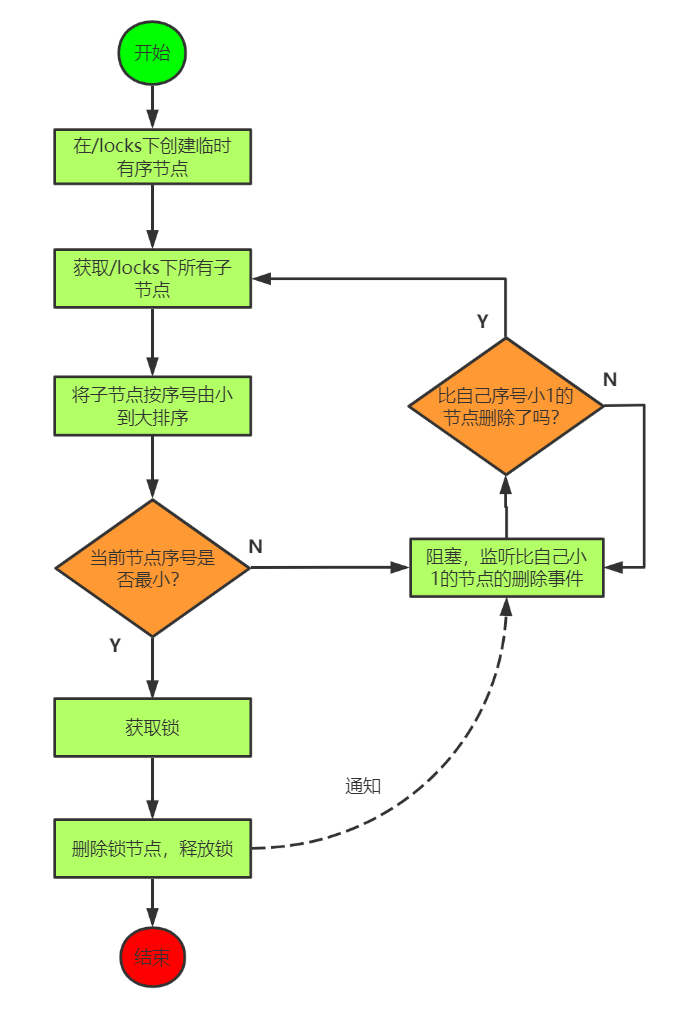 开始
在/locks下创建临时
有序节点
获取/locks下所有子
节点
将子节点按序号由小
到大排序
当前节点序号是
否最小？
N
Y
获取锁
删除锁节点，释放锁
结束
通知
阻塞，监听比自己小
1的节点的删除事件
比自己序号小1的
节点删除了吗？
Y
N